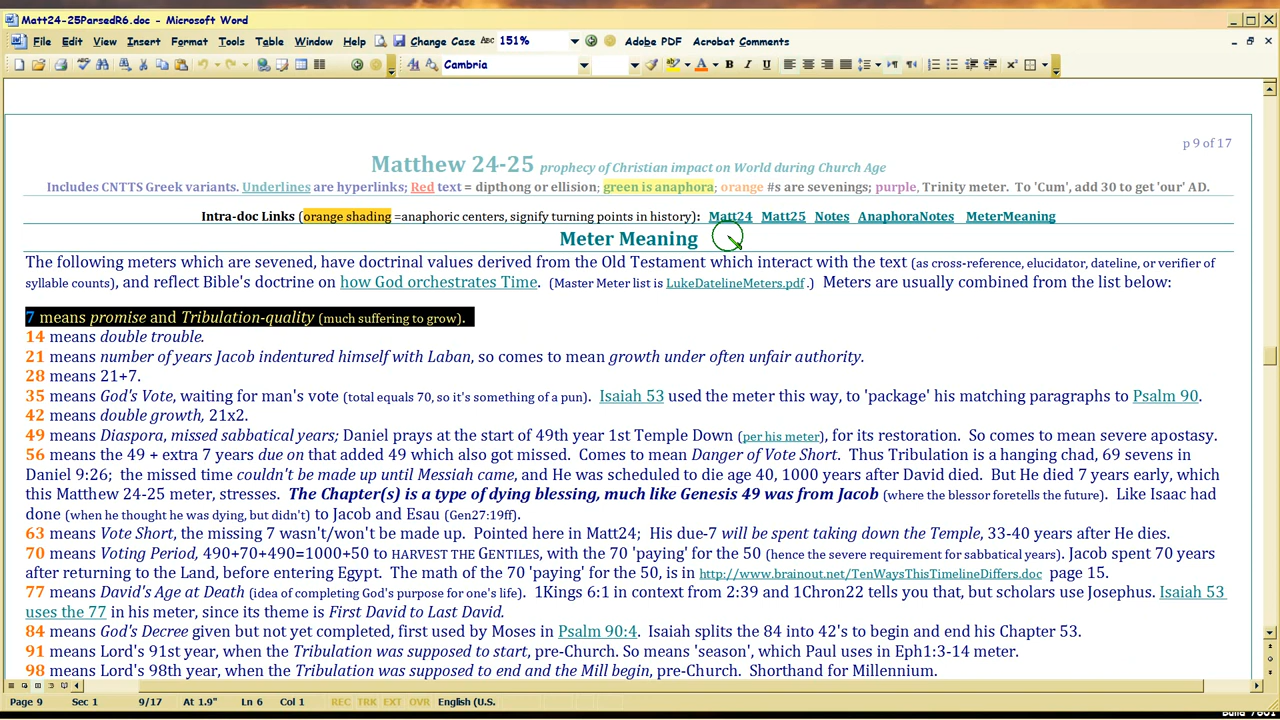 Matt24-25ParsedR6.doc - Microsoft Word
File Edit View Insert Format Tools Table Window Help Change Case 151% Adobe PDF Acrobat Comments
Cambria
p 9 of 17
Matthew 24-25 prophecy of Christian impact on World during Church Age
Includes CNTTS Greek variants. Underlines are hyperlinks; Red text = dipthong or ellision; green is anaphora; orange #s are sevenings; purple, Trinity meter. To 'Cum', add 30 to get 'our' AD.
Intra-doc Links (orange shading =anaphoric centers, signify turning points in history): Matt24 Matt25 Notes AnaphoraNotes MeterMeaning
Meter Meaning
The following meters which are sevened, have doctrinal values derived from the Old Testament which interact with the text (as cross-reference, elucidator, dateline, or verifier of
syllable counts), and reflect Bible's doctrine on how God orchestrates Time. (Master Meter list is LukeDatelineMeters.pdf .) Meters are usually combined from the list below:
7 means promise and Tribulation-quality (much suffering to grow).
14 means double trouble.
21 means number of years Jacob indentured himself with Laban, so comes to mean growth under often unfair authority.
28 means 21+7.
35 means God's Vote, waiting for man's vote (total equals 70, so it's something of a pun). Isaiah 53 used the meter this way, to 'package' his matching paragraphs to Psalm 90.
42 means double growth, 21x2.
49 means Diaspora, missed sabbatical years; Daniel prays at the start of 49th year 1st Temple Down (per his meter), for its restoration. So comes to mean severe apostasy.
56 means the 49 + extra 7 years due on that added 49 which also got missed. Comes to mean Danger of Vote Short. Thus Tribulation is a hanging chad, 69 sevens in
Daniel 9:26; the missed time couldn't be made up until Messiah came, and He was scheduled to die age 40, 1000 years after David died. But He died 7 years early, which
this Matthew 24-25 meter, stresses. The Chapter(s) is a type of dying blessing, much like Genesis 49 was from Jacob (where the blessor foretells the future). Like Isaac had
done (when he thought he was dying, but didn't) to Jacob and Esau (Gen27:19ff).
63 means Vote Short, the missing 7 wasn't/won't be made up. Pointed here in Matt24; His due-7 will be spent taking down the Temple, 33-40 years after He dies.
70 means Voting Period, 490+70+490=1000+50 to HARVEST THE GENTILES, with the 70 'paying' for the 50 (hence the severe requirement for sabbatical years). Jacob spent 70 years
after returning to the Land, before entering Egypt. The math of the 70 'paying' for the 50, is in http://www.brainout.net/TenWaysThisTimelineDiffers.doc page 15.
77 means David's Age at Death (idea of completing God's purpose for one's life). 1Kings 6:1 in context from 2:39 and 1Chron22 tells you that, but scholars use Josephus. Isaiah 53
uses the 77 in his meter, since its theme is First David to Last David.
84 means God's Decree given but not yet completed, first used by Moses in Psalm 90:4. Isaiah splits the 84 into 42's to begin and end his Chapter 53.
91 means Lord's 91st year, when the Tribulation was supposed to start, pre-Church. So means 'season', which Paul uses in Eph1:3-14 meter.
98 means Lord's 98th year, when the Tribulation was supposed to end and the Mill begin, pre-Church. Shorthand for Millennium.
Page 9 Sec 1 9/17 At 1.9" Ln 6 Col 1 REC TRK EXT OVR English (U.S.
Build 7601